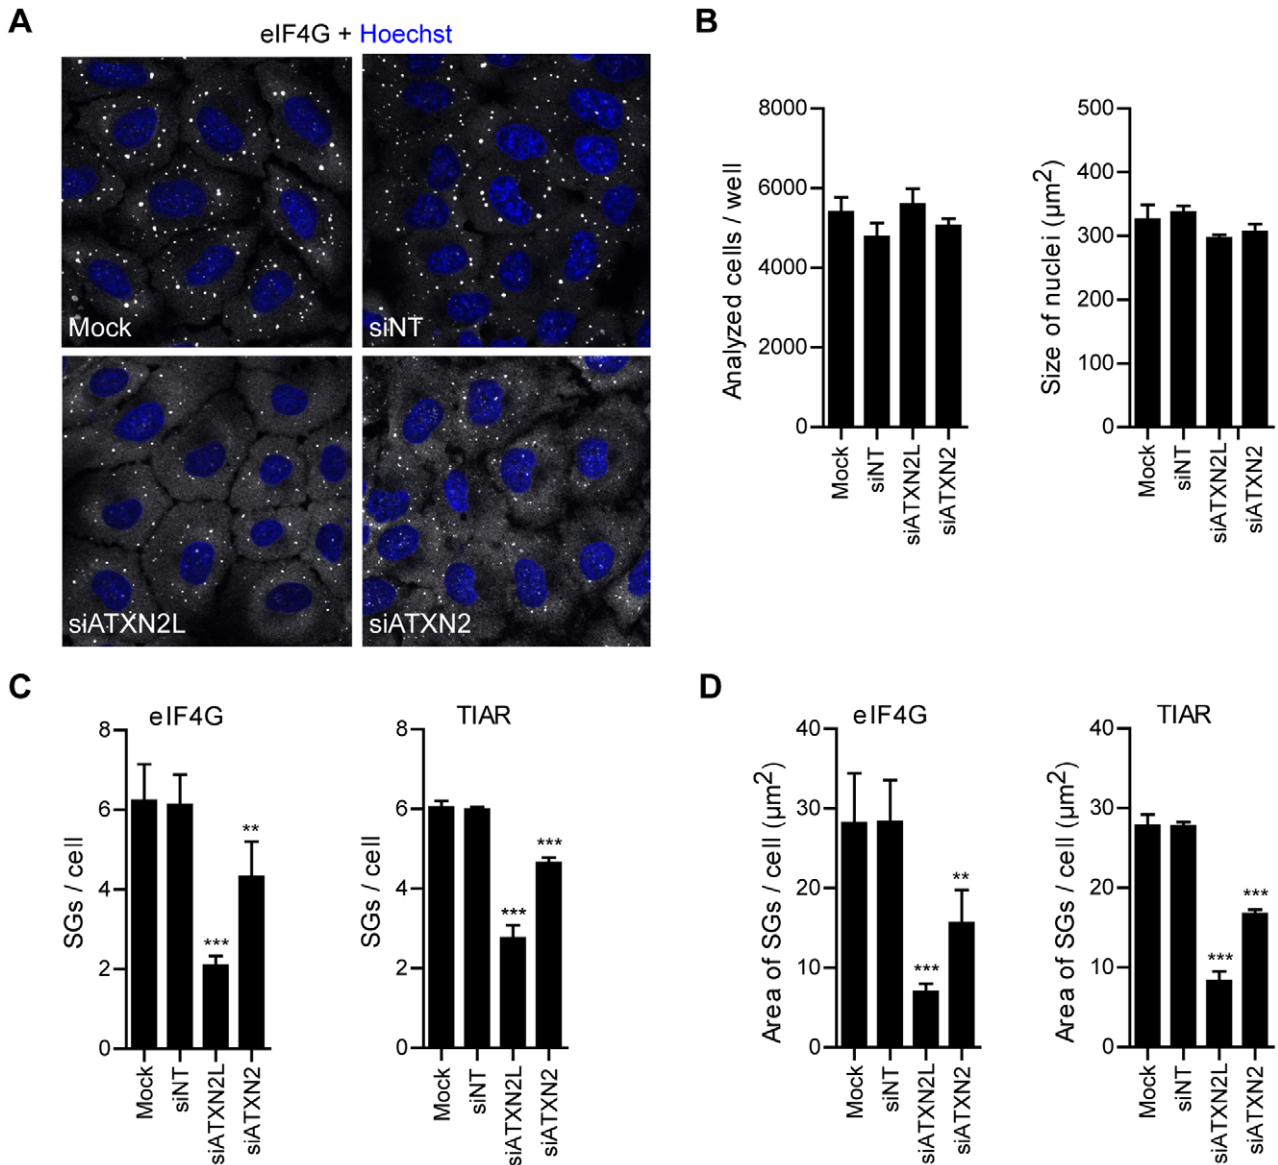 A
eIF4G + Hoechst
Mock
siNT
siATXN2L
siATXN2
B
Analyzed cells / well
8000
6000
4000
2000
0
Mock
siNT
siATXN2L
siATXN2
Size of nuclei (µm2)
500
400
300
200
100
0
Mock
siNT
siATXN2L
siATXN2
C
eIF4G
SGs / cell
8
6
4
2
0
***
**
Mock
siNT
siATXN2L
siATXN2
TIAR
SGs / cell
8
6
4
2
0
***
***
Mock
siNT
siATXN2L
siATXN2
D
eIF4G
Area of SGs / cell (µm2)
40
30
20
10
0
***
**
Mock
siNT
siATXN2L
siATXN2
TIAR
Area of SGs / cell (µm2)
40
30
20
10
0
***
***
Mock
siNT
siATXN2L
siATXN2